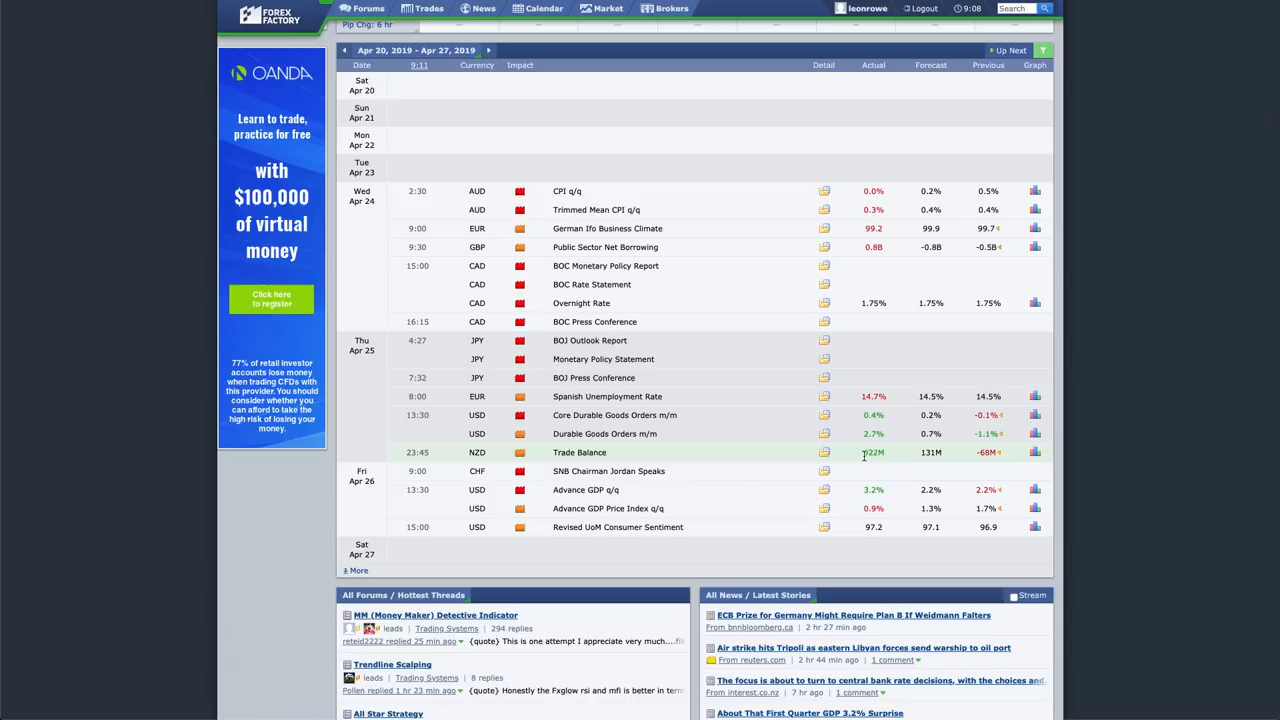 FOREX FACTORY
Forums
Trades
News
Calendar
Market
Brokers
leonrowe
Logout
9:08
Search
Pip Chg: 6 hr
Apr 20, 2019 - Apr 27, 2019
Up Next
Date 9:11 Currency Impact Detail Actual Forecast Previous Graph
Sat
Apr 20
Sun
Apr 21
Mon
Apr 22
Tue
Apr 23
Wed
Apr 24
2:30 AUD CPI q/q 0.0% 0.2% 0.5%
AUD Trimmed Mean CPI q/q 0.3% 0.4% 0.4%
9:00 EUR German Ifo Business Climate 99.2 99.9 99.7
9:30 GBP Public Sector Net Borrowing 0.8B -0.8B -0.5B
15:00 CAD BOC Monetary Policy Report
CAD BOC Rate Statement
CAD Overnight Rate 1.75% 1.75% 1.75%
16:15 CAD BOC Press Conference
Thu
Apr 25
4:27 JPY BOJ Outlook Report
JPY Monetary Policy Statement
7:32 JPY BOJ Press Conference
8:00 EUR Spanish Unemployment Rate 14.7% 14.5% 14.5%
13:30 USD Core Durable Goods Orders m/m 0.4% 0.2% -0.1%
USD Durable Goods Orders m/m 2.7% 0.7% -1.1%
23:45 NZD Trade Balance 131M -68M
Fri
Apr 26
9:00 CHF SNB Chairman Jordan Speaks
13:30 USD Advance GDP q/q 3.2% 2.2% 2.2%
USD Advance GDP Price Index q/q 0.9% 1.3% 1.7%
15:00 USD Revised UoM Consumer Sentiment 97.2 97.1 96.9
Sat
Apr 27
More
OANDA
Learn to trade,
practice for free
with
$100,000
of virtual
money
Click here
to register
77% of retail investor
accounts lose money
when trading CFDs with
this provider. You should
consider whether you
can afford to take the
high risk of losing your
money.
All Forums / Hottest Threads
MM (Money Maker) Detective Indicator
leads | Trading Systems | 294 replies
reteid2222 replied 25 min ago {quote} This is one attempt I appreciate very much....
Trendline Scalping
leads | Trading Systems | 8 replies
Pollen replied 1 hr 23 min ago {quote} Honestly the Fxglow rsi and mfi is better in term
All Star Strategy
All News / Latest Stories
Stream
ECB Prize for Germany Might Require Plan B If Weidmann Falters
From bnnbloomberg.ca | 2 hr 27 min ago
Air strike hits Tripoli as eastern Libyan forces send warship to oil port
From reuters.com | 2 hr 44 min ago | 1 comment
The focus is about to turn to central bank rate decisions, with the choices and...
From interest.co.nz | 7 hr ago | 1 comment
About That First Quarter GDP 3.2% Surprise